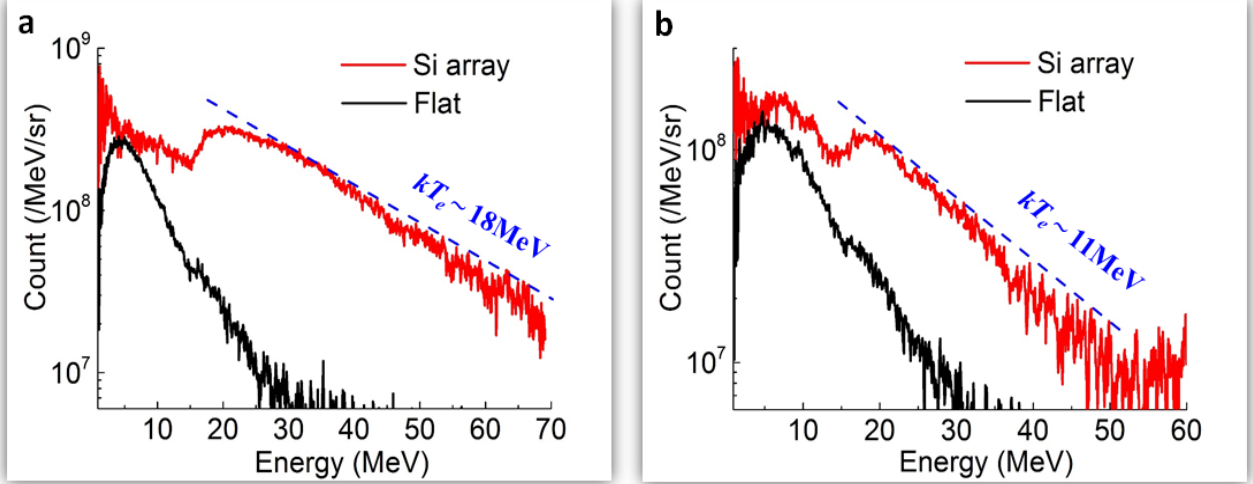 a
Si array
Flat
10⁹
10⁸
10⁷
Count (/MeV/sr)
kTₑ ~ 18MeV
10 20 30 40 50 60 70
Energy (MeV)
b
Si array
Flat
10⁸
10⁷
Count (/MeV/sr)
kTₑ ~ 11MeV
10 20 30 40 50 60
Energy (MeV)